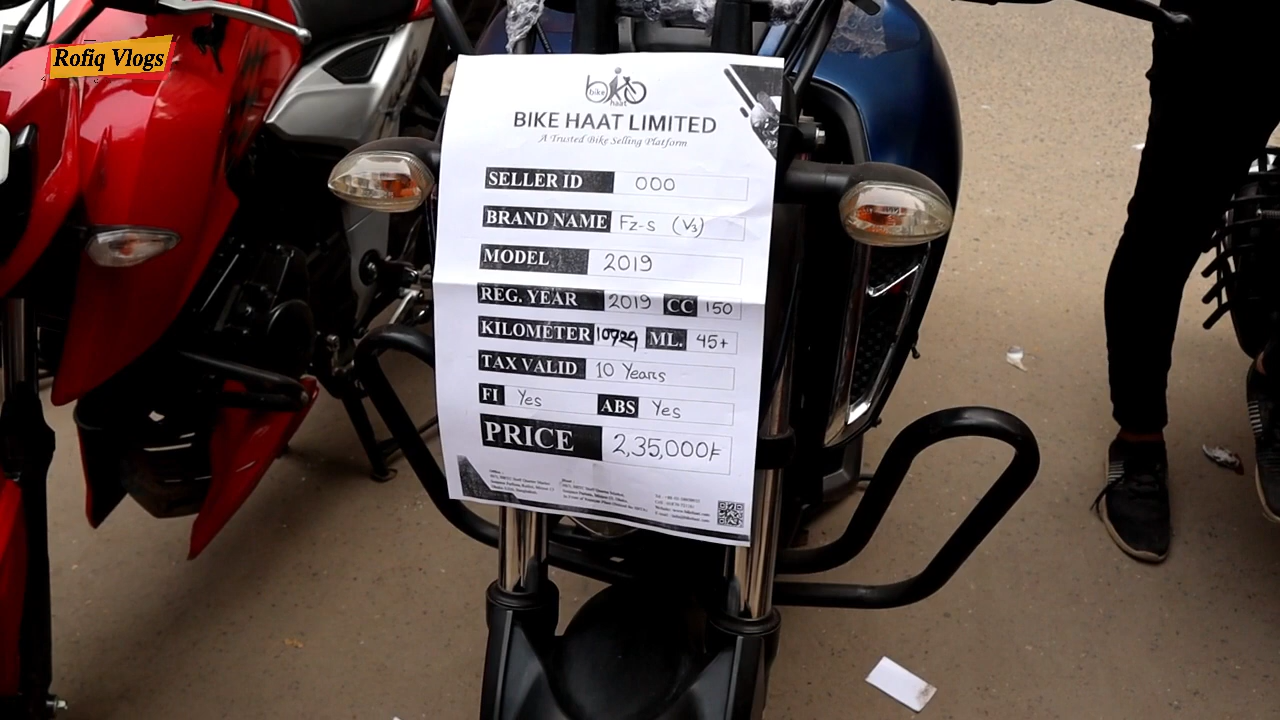 Rofiq Vlogs
bike
haat
BIKE HAAT LIMITED
A Trusted Bike Selling Platform
SELLER ID 000
BRAND NAME Fz-s (V3)
MODEL 2019
REG. YEAR 2019 CC 150
KILOMETER 10729 ML. 45+
TAX VALID 10 Years
FI Yes ABS Yes
PRICE 2,35,000/=